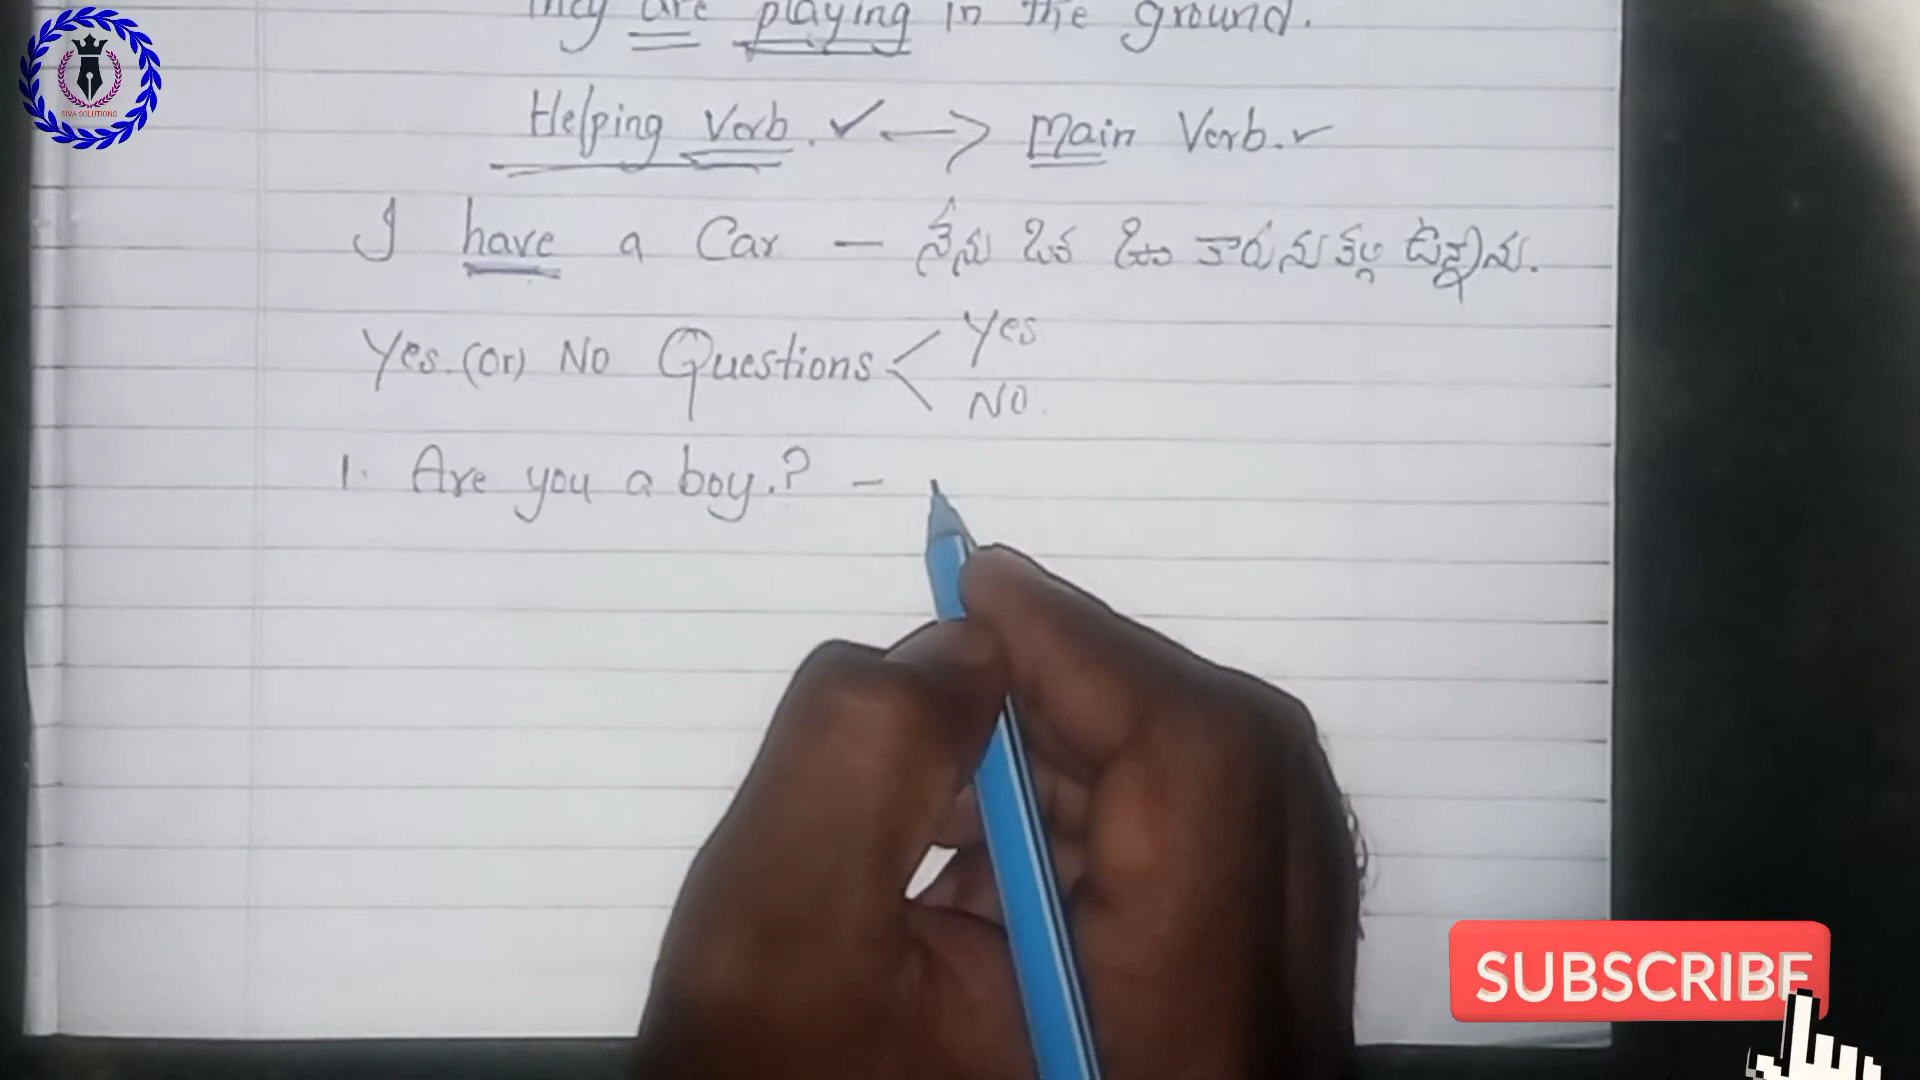 SIVA SOLUTIONS
They are playing in the ground.
Helping Verb. ✓ —> Main Verb. ✓
I have a Car — నేను ఒక కారును కల్గి ఉన్నాను.
Yes. (or) No Questions < Yes
No.
1. Are you a boy.? –
SUBSCRIBE